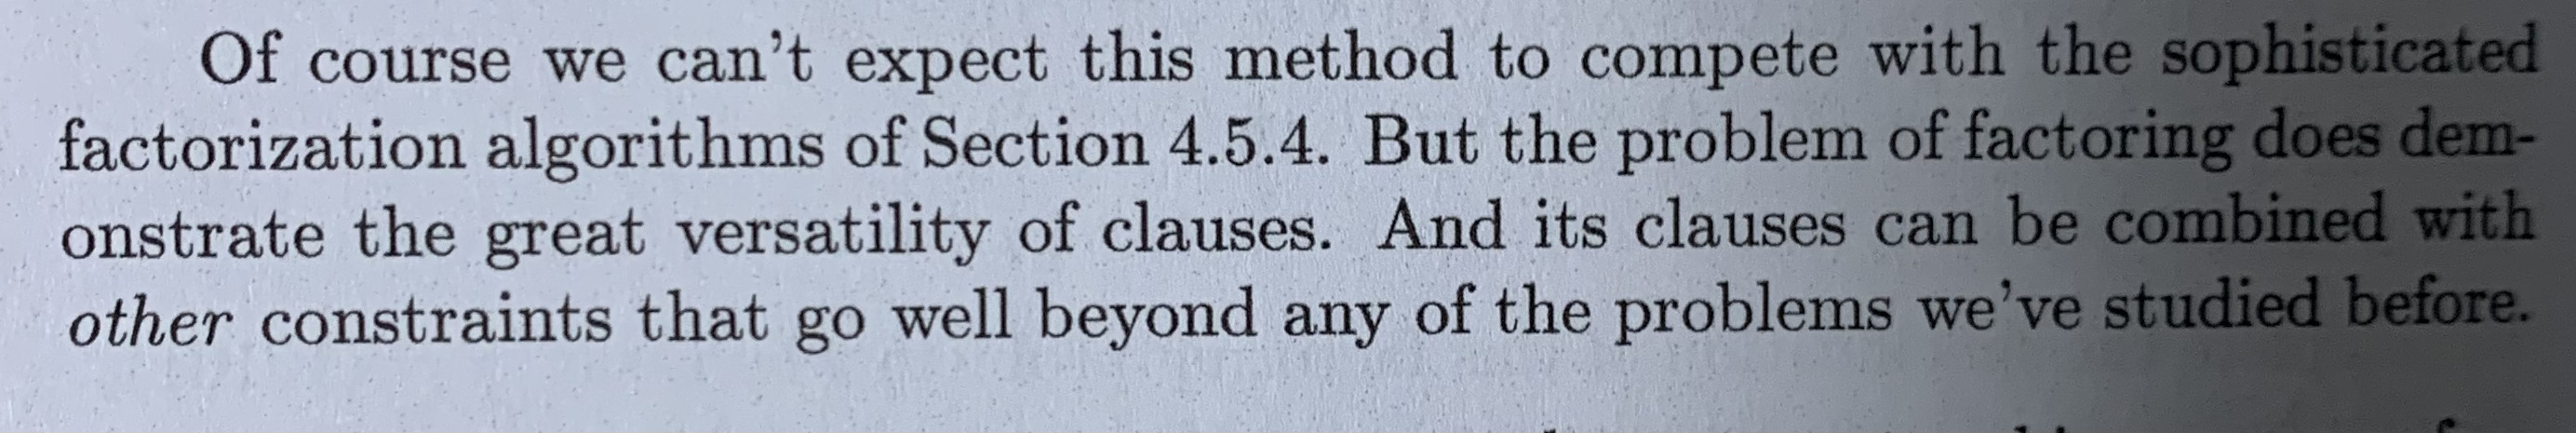 Of course we can't expect this method to compete with the sophisticated
factorization algorithms of Section 4.5.4. But the problem of factoring does dem-
onstrate the great versatility of clauses. And its clauses can be combined with
other constraints that go well beyond any of the problems we've studied before.